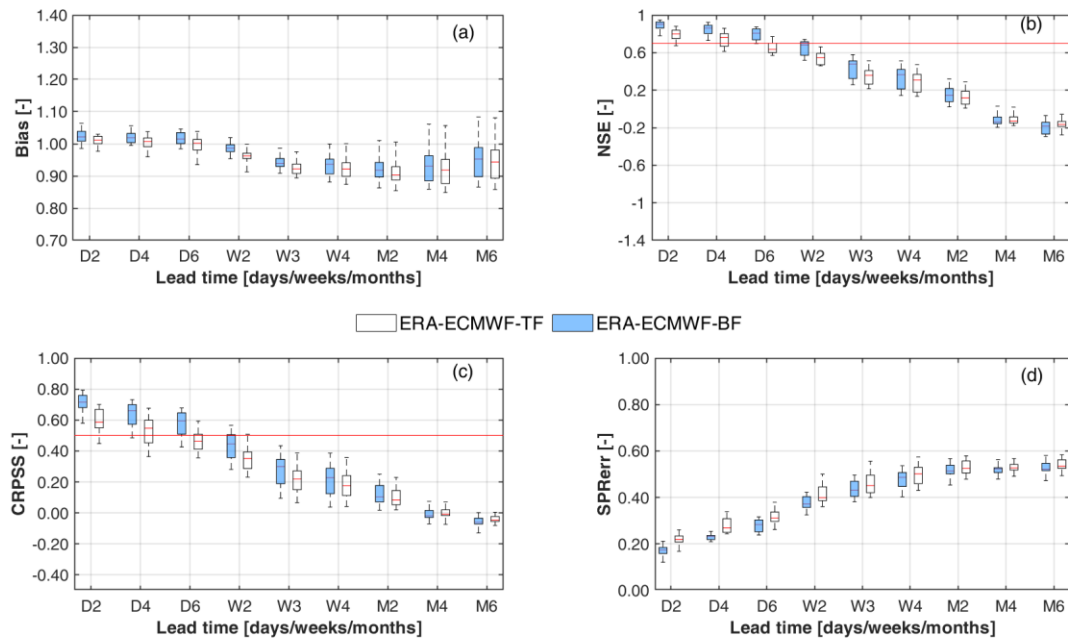 (a)
1.40
1.30
1.20
1.10
1.00
0.90
0.80
0.70
Bias [-]
D2 D4 D6 W2 W3 W4 M2 M4 M6
Lead time [days/weeks/months]
(b)
1
0.6
0.2
-0.2
-0.6
-1
-1.4
NSE [-]
D2 D4 D6 W2 W3 W4 M2 M4 M6
Lead time [days/weeks/months]
ERA-ECMWF-TF ERA-ECMWF-BF
(c)
1.00
0.80
0.60
0.40
0.20
0.00
-0.20
-0.40
CRPSS [-]
D2 D4 D6 W2 W3 W4 M2 M4 M6
Lead time [days/weeks/months]
(d)
1.00
0.80
0.60
0.40
0.20
0.00
SPRerr [-]
D2 D4 D6 W2 W3 W4 M2 M4 M6
Lead time [days/weeks/months]